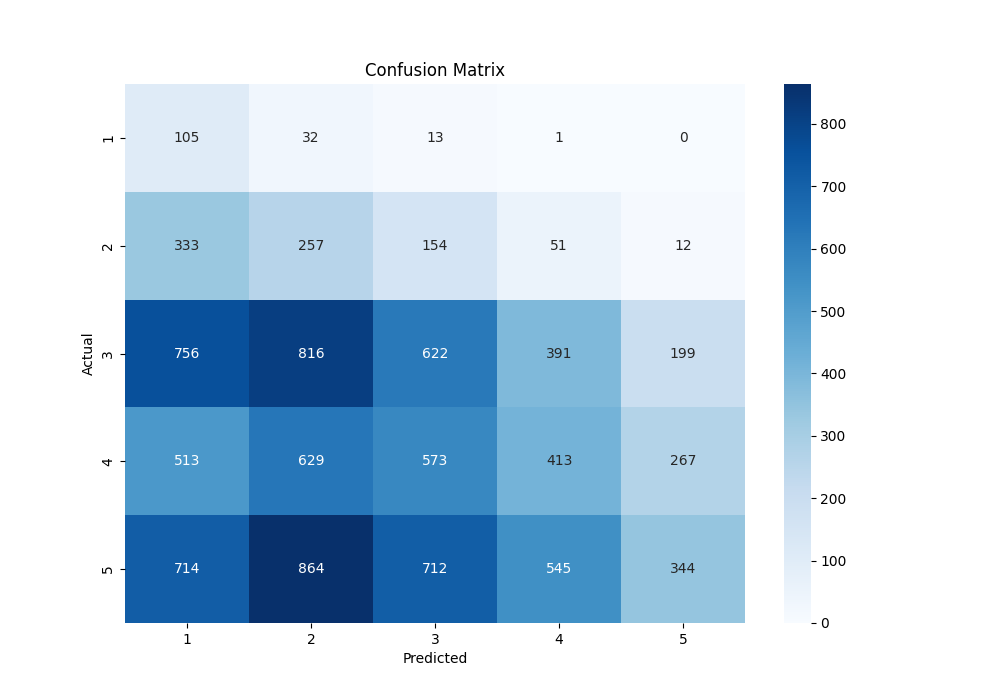 Confusion Matrix
1 105 32 13 1 0
2 333 257 154 51 12
3 756 816 622 391 199
4 513 629 573 413 267
5 714 864 712 545 344
1 2 3 4 5
Predicted
Actual
800
700
600
500
400
300
200
100
0